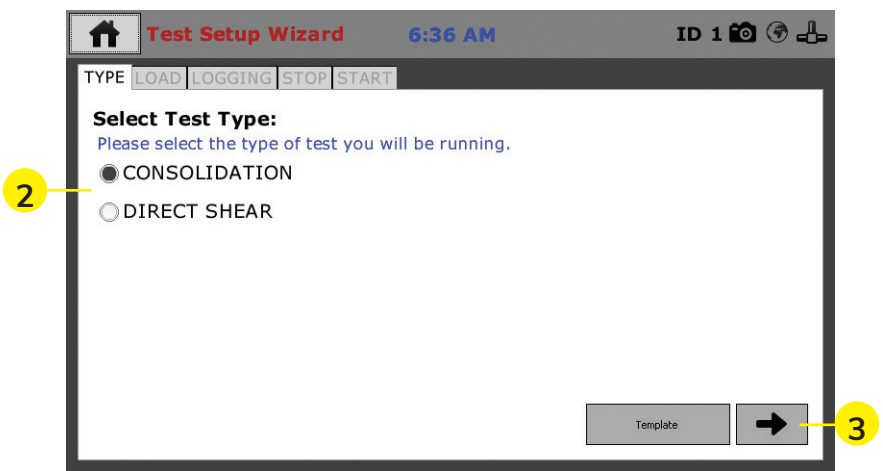 Test Setup Wizard 6:36 AM ID 1
TYPE LOAD LOGGING STOP START
Select Test Type:
Please select the type of test you will be running.
CONSOLIDATION
2
DIRECT SHEAR
Template
3